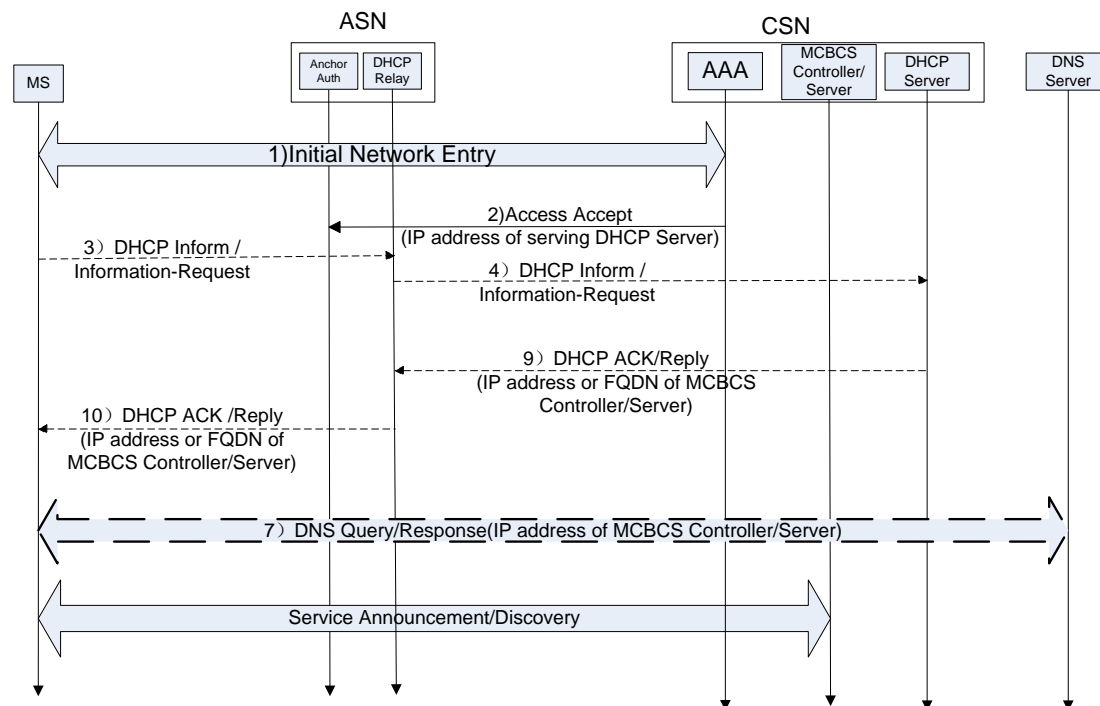 ASN
CSN
MS
Anchor
Auth
DHCP
Relay
AAA
MCBCS
Controller/
Server
DHCP
Server
DNS
Server
1)Initial Network Entry
2)Access Accept
(IP address of serving DHCP Server)
3）DHCP Inform /
Information-Request
4）DHCP Inform /
Information-Request
9）DHCP ACK/Reply
(IP address or FQDN of MCBCS
Controller/Server)
10）DHCP ACK /Reply
(IP address or FQDN of
MCBCS Controller/Server)
7）DNS Query/Response(IP address of MCBCS Controller/Server)
Service Announcement/Discovery